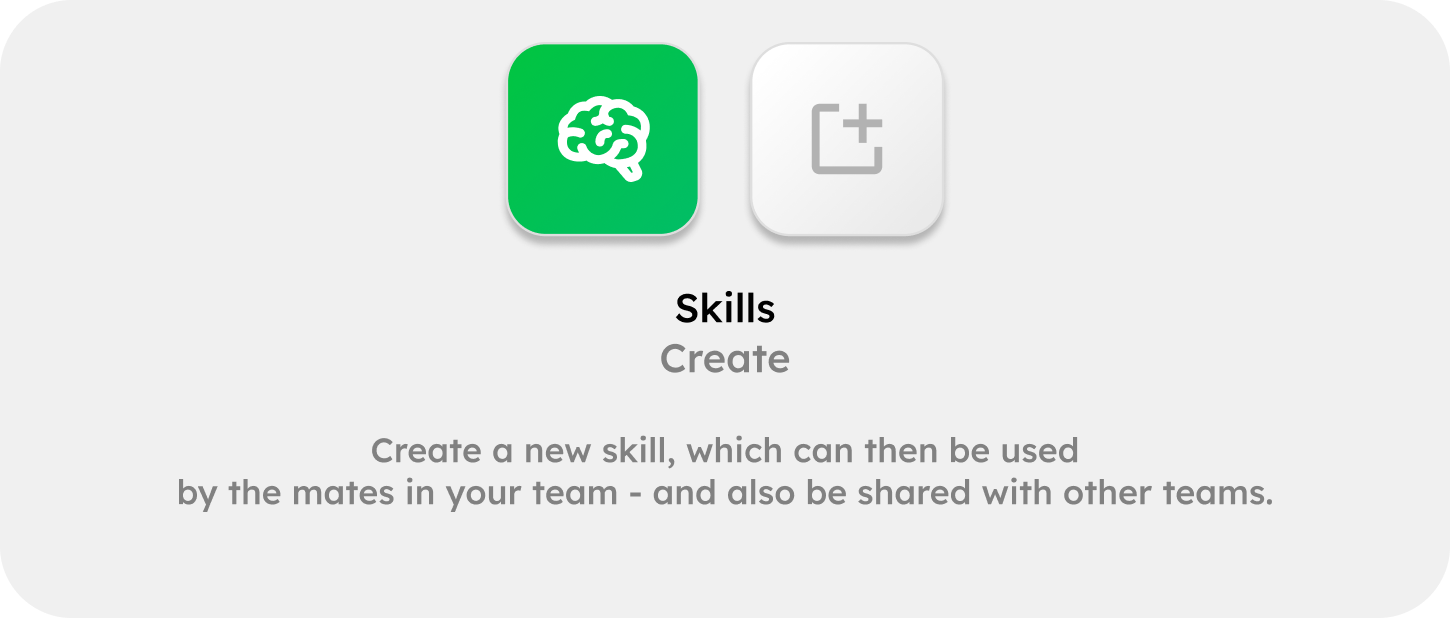 Skills
Create
Create a new skill, which can then be used
by the mates in your team - and also be shared with other teams.